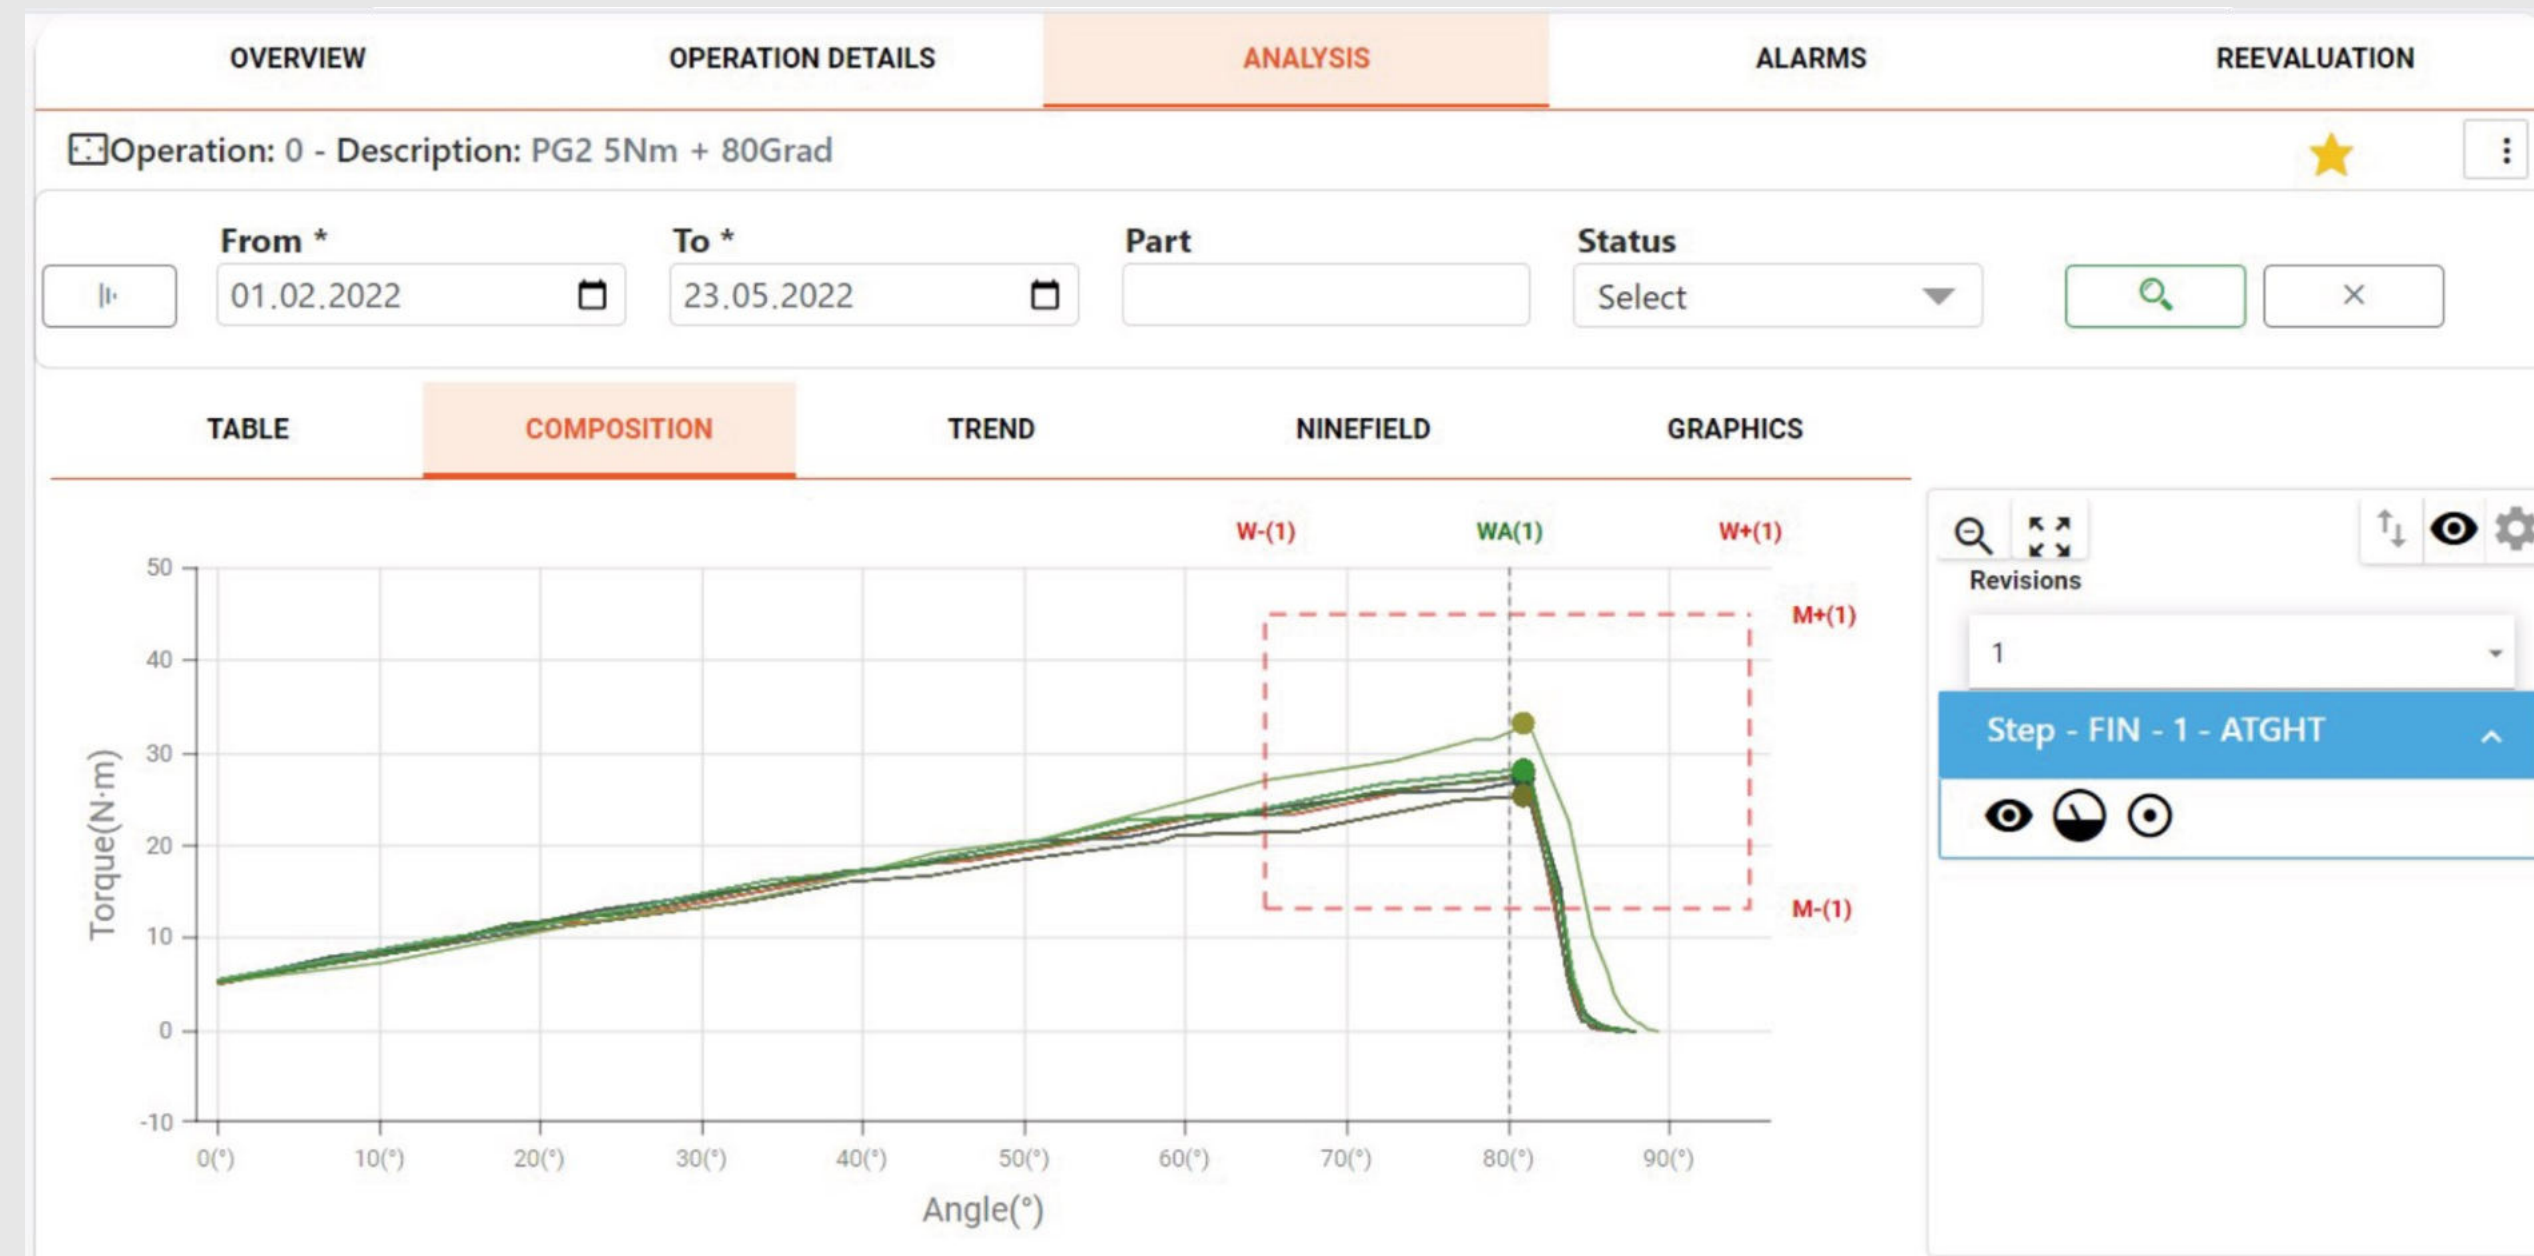 OVERVIEW OPERATION DETAILS ANALYSIS ALARMS REEVALUATION
Operation: 0 - Description: PG2 5Nm + 80Grad
From * To * Part Status
01.02.2022 23.05.2022 Select
TABLE COMPOSITION TREND NINEFIELD GRAPHICS
W-(1) WA(1) W+(1)
M+(1)
M-(1)
50
40
30
20
10
0
-10
Torque(N·m)
0(°) 10(°) 20(°) 30(°) 40(°) 50(°) 60(°) 70(°) 80(°) 90(°)
Angle(°)
Revisions
1
Step - FIN - 1 - ATGHT